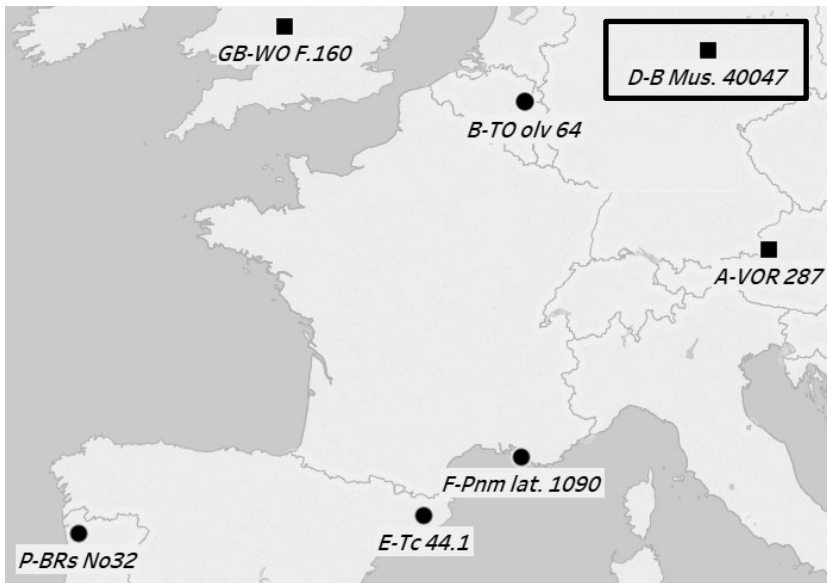 GB-WO F.160
D-B Mus. 40047
B-TO olv 64
A-VOR 287
F-Pnm lat. 1090
E-Tc 44.1
P-BRs No32